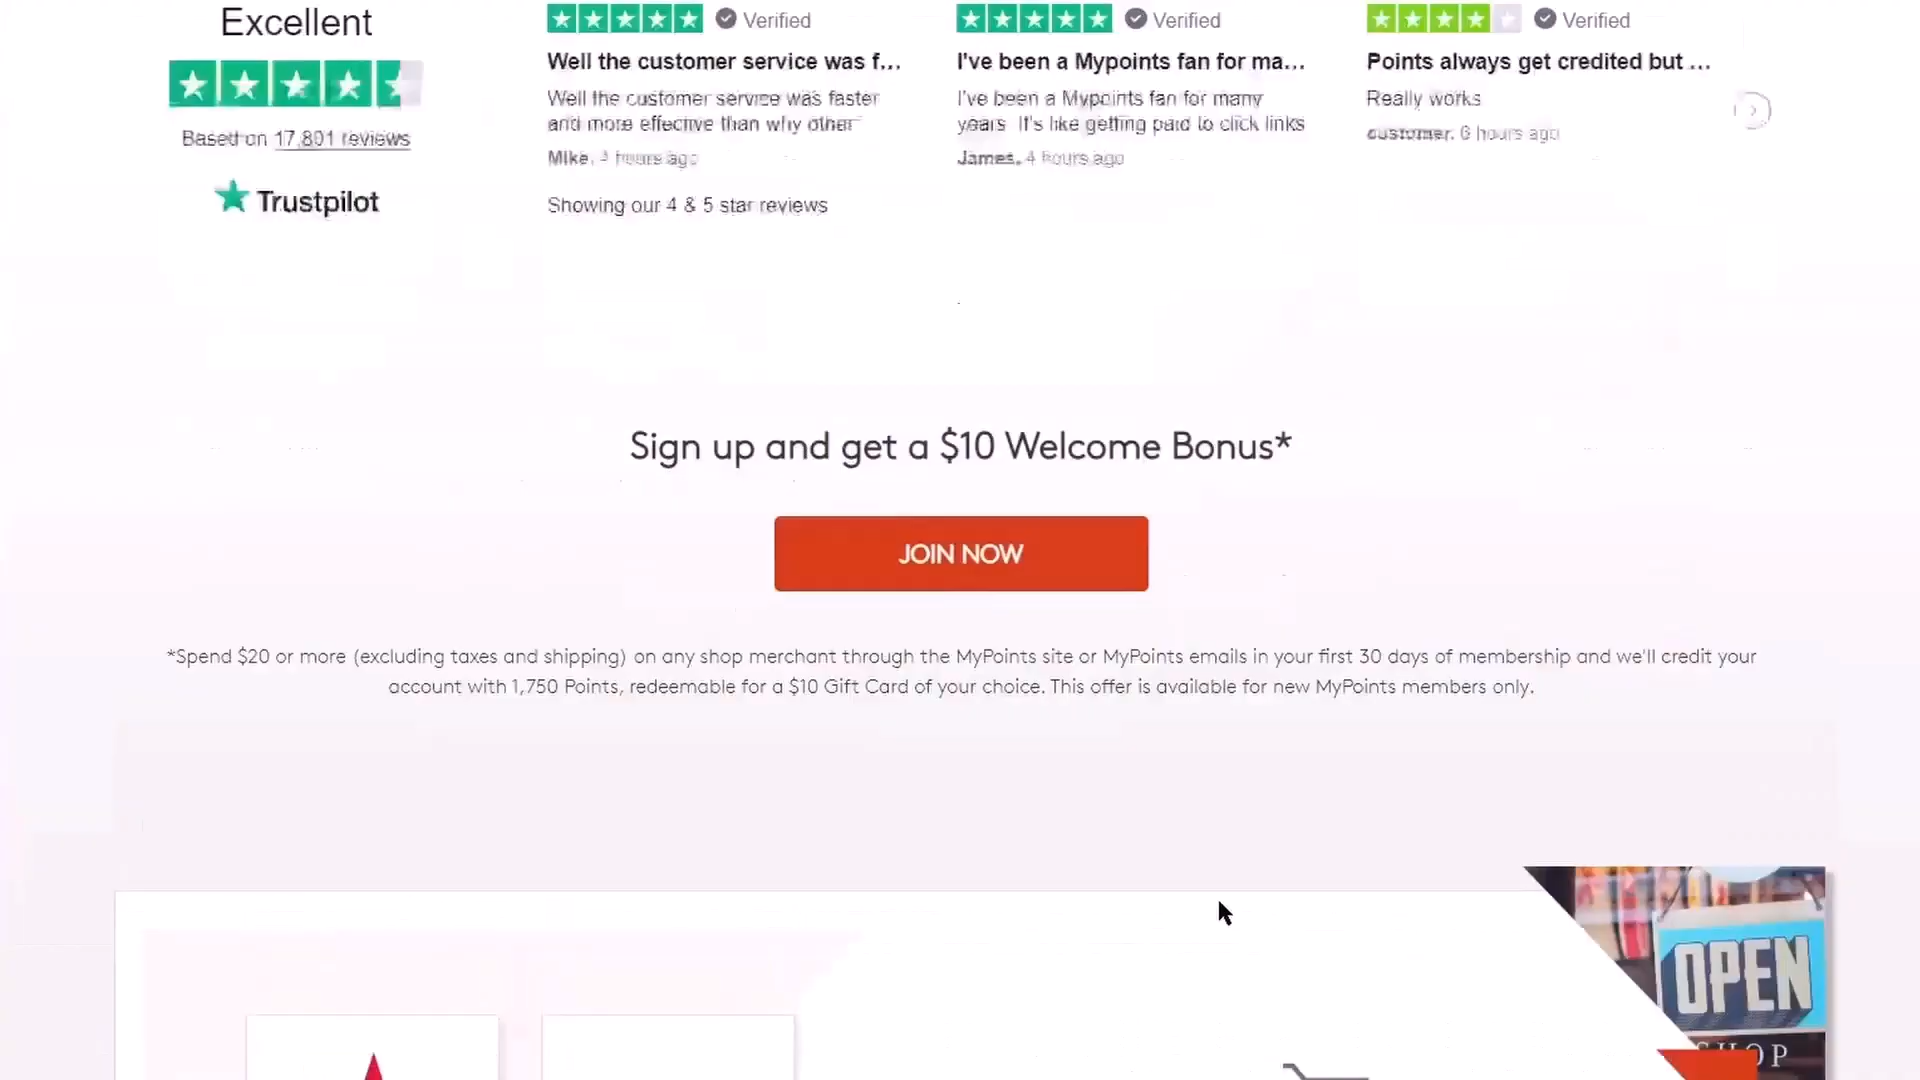 Excellent
Based on 17,801 reviews
Trustpilot
Verified
Well the customer service was f...
Well the customer service was faster
and more effective than why other
Mike, hours ago
Showing our 4 & 5 star reviews
Verified
I've been a Mypoints fan for ma...
I've been a Mypoints fan for many
years. It's like getting paid to click links
James, 4 hours ago
Verified
Points always get credited but ...
Really works
customer, hours ago
Sign up and get a $10 Welcome Bonus*
JOIN NOW
*Spend $20 or more (excluding taxes and shipping) on any shop merchant through the MyPoints site or MyPoints emails in your first 30 days of membership and we'll credit your
account with 1,750 Points, redeemable for a $10 Gift Card of your choice. This offer is available for new MyPoints members only.
OPEN
SHOP